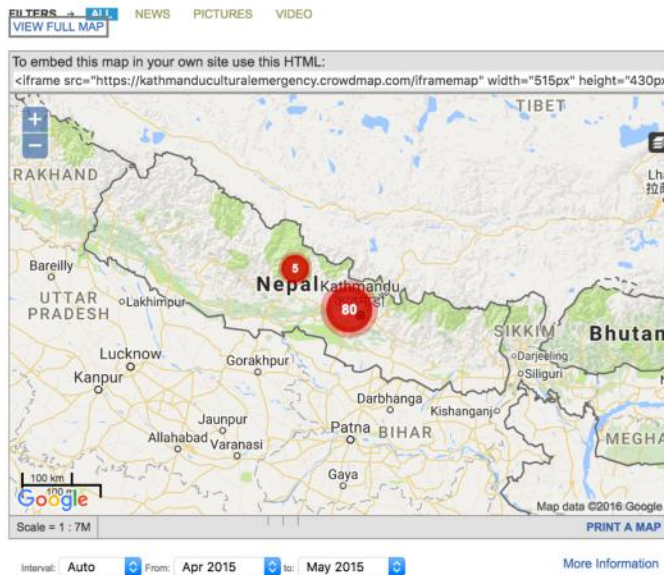 FILTERS → ALL NEWS PICTURES VIDEO
VIEW FULL MAP
To embed this map in your own site use this HTML:
<iframe src="https://kathmanduculturalemergency.crowdmap.com/iframemap" width="515px" height="430px
TIBET
+
−
RAKHAND
Lh
拉萨
Bareilly
5
Nepal
Kathmandu
UTTAR
PRADESH
Lakhimpur
80
SIKKIM
Bhutan
Lucknow
Gorakhpur
Darjeeling
Siliguri
Kanpur
Darbhanga
Kishanganj
Jaunpur
Allahabad
Varanasi
Patna
BIHAR
MEGHA
Gaya
100 km
Google
Map data ©2016 Google
Scale = 1 : 7M
PRINT A MAP
Interval: Auto From: Apr 2015 to: May 2015
More Information